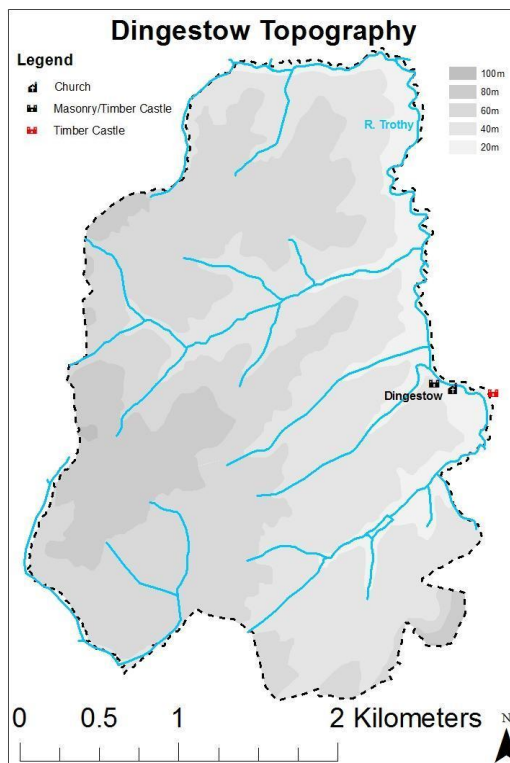 Dingestow Topography
Legend
Church
Masonry/Timber Castle
Timber Castle
100m
80m
60m
40m
20m
R. Trothy
Dingestow
0 0.5 1 2 Kilometers
N